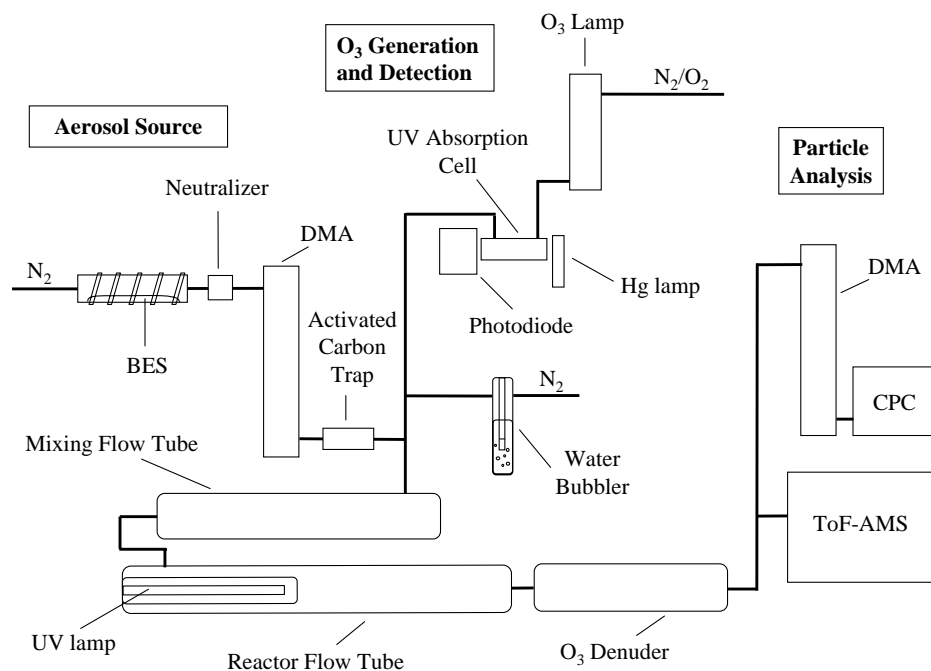 O₃ Lamp
O₃ Generation
and Detection
N₂/O₂
Aerosol Source
UV Absorption
Cell
Particle
Analysis
Neutralizer
DMA
N₂
DMA
Hg lamp
Activated
Carbon
Trap
Photodiode
BES
N₂
CPC
Mixing Flow Tube
Water
Bubbler
ToF-AMS
UV lamp
Reactor Flow Tube
O₃ Denuder